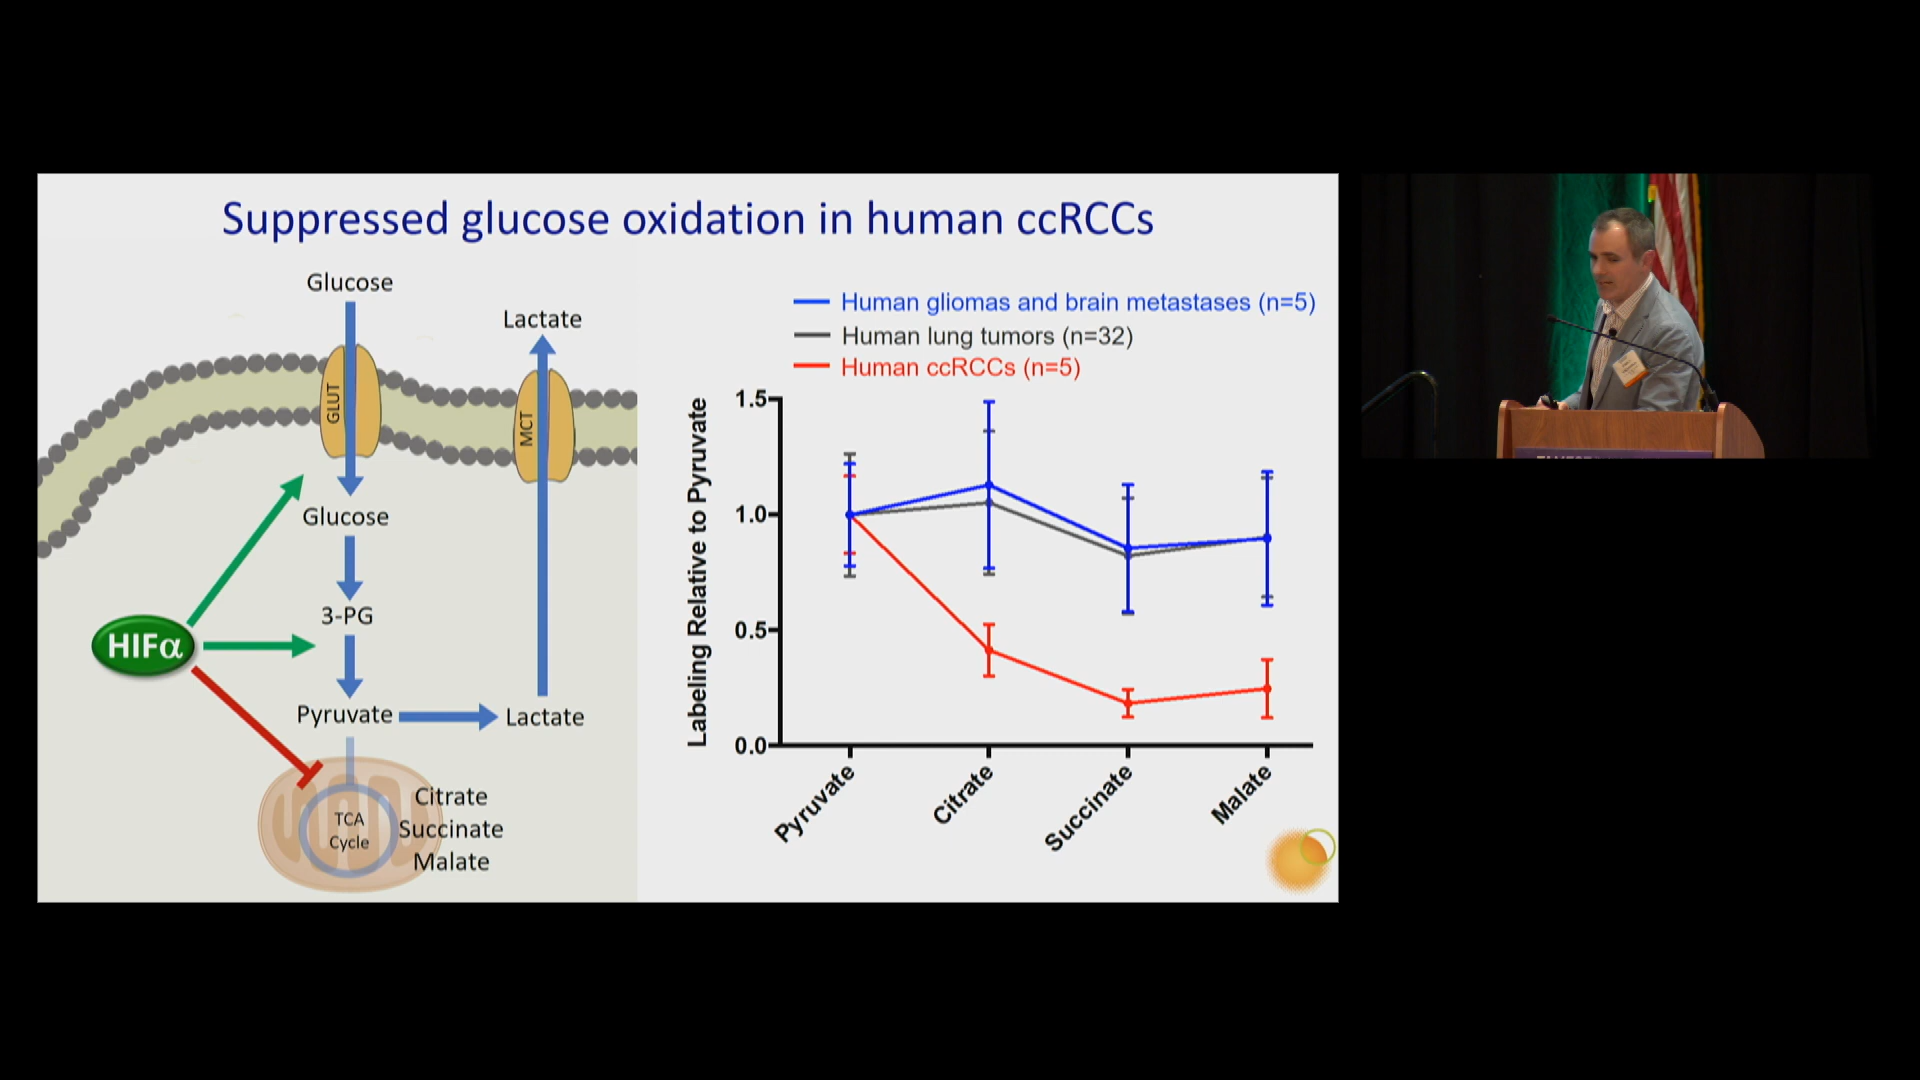 Suppressed glucose oxidation in human ccRCCs
Glucose
Lactate
GLUT
MCT
Glucose
3-PG
HIFα
Pyruvate
Lactate
TCA
Cycle
Citrate
Succinate
Malate
Human gliomas and brain metastases (n=5)
Human lung tumors (n=32)
Human ccRCCs (n=5)
Labeling Relative to Pyruvate
1.5
1.0
0.5
0.0
Pyruvate
Citrate
Succinate
Malate